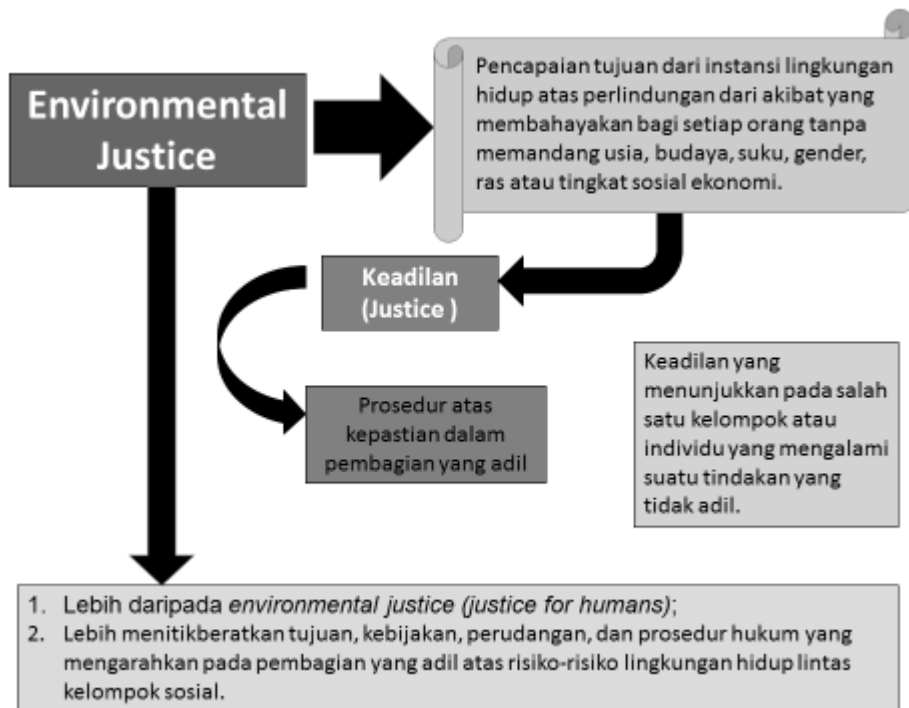 Environmental
Justice
Pencapaian tujuan dari instansi lingkungan
hidup atas perlindungan dari akibat yang
membahayakan bagi setiap orang tanpa
memandang usia, budaya, suku, gender,
ras atau tingkat sosial ekonomi.
Keadilan
(Justice )
Prosedur atas
kepastian dalam
pembagian yang adil
Keadilan yang
menunjukkan pada salah
satu kelompok atau
individu yang mengalami
suatu tindakan yang
tidak adil.
1. Lebih daripada environmental justice (justice for humans);
2. Lebih menitikberatkan tujuan, kebijakan, perudangan, dan prosedur hukum yang
mengarahkan pada pembagian yang adil atas risiko-risiko lingkungan hidup lintas
kelompok sosial.